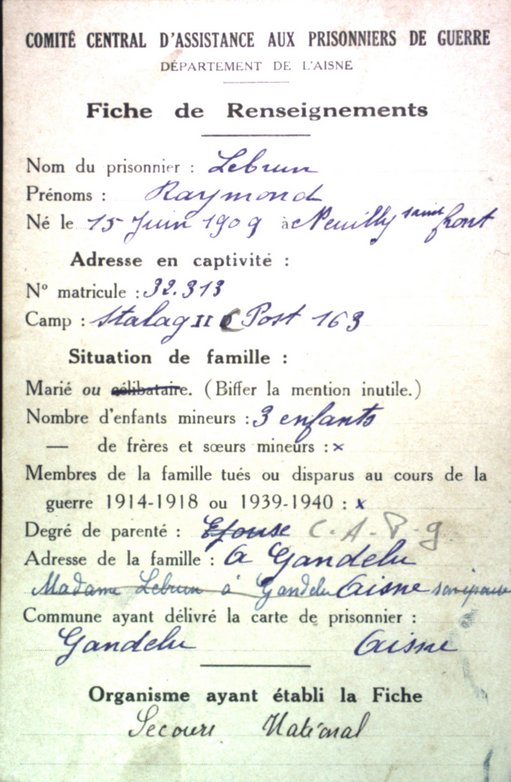 COMITÉ CENTRAL D'ASSISTANCE AUX PRISONNIERS DE GUERRE
DÉPARTEMENT DE L'AISNE
Fiche de Renseignements
Nom du prisonnier : Lebrun
Prénoms : Raymond
Né le 15 Juin 1909 à Neuilly saint front
Adresse en captivité :
N° matricule : 32.313
Camp : Stalag II C Post 163
Situation de famille :
Marié ou célibataire. (Biffer la mention inutile.)
Nombre d'enfants mineurs : 3 enfants
— de frères et sœurs mineurs : x
Membres de la famille tués ou disparus au cours de la
guerre 1914-1918 ou 1939-1940 : x
Degré de parenté : Epouse C.A.P.g.
Adresse de la famille : A Gandelu
Madame Lebrun à Gandelu Aisne son épouse
Commune ayant délivré la carte de prisonnier :
Gandelu Aisne
Organisme ayant établi la Fiche
Secours National